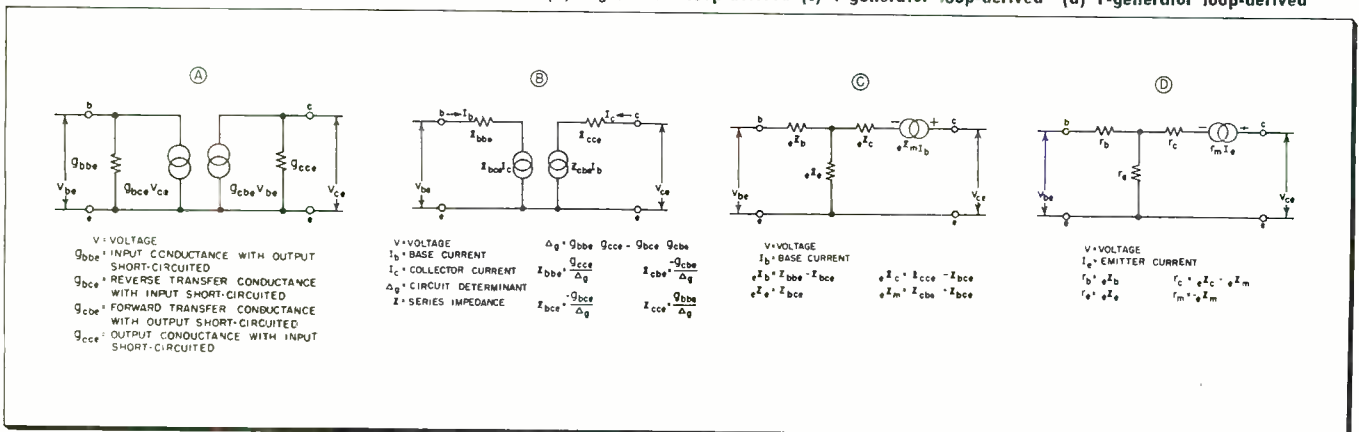 loop-derived (d) T-generator loop-derived
A
b
c
g_bbe
g_bce V_ce
g_cbe V_be
g_cce
V_be
V_ce
e
e
V = VOLTAGE
g_bbe = INPUT CONDUCTANCE WITH OUTPUT
SHORT-CIRCUITED
g_bce = REVERSE TRANSFER CONDUCTANCE
WITH INPUT SHORT-CIRCUITED
g_cbe = FORWARD TRANSFER CONDUCTANCE
WITH OUTPUT SHORT-CIRCUITED
g_cce = OUTPUT CONDUCTANCE WITH INPUT
SHORT-CIRCUITED
B
b → I_b
I_c ← c
z_bbe
z_cce
z_bce I_c
z_cbe I_b
V_be
V_ce
e
e
V = VOLTAGE
I_b = BASE CURRENT
I_c = COLLECTOR CURRENT
Δ_g = CIRCUIT DETERMINANT
z = SERIES IMPEDANCE
Δ_g = g_bbe g_cce - g_bce g_cbe
z_bbe = g_cce / Δ_g
z_cbe = -g_cbe / Δ_g
z_bce = -g_bce / Δ_g
z_cce = g_bbe / Δ_g
C
b
ez_b
ez_c
- +
c
ez_m I_b
ez_e
V_be
V_ce
e
e
V = VOLTAGE
I_b = BASE CURRENT
ez_b = z_bbe - z_bce
ez_c = z_cce - z_bce
ez_e = z_bce
ez_m = z_cbe - z_bce
D
b
r_b
r_c
c
r_m I_e
r_e
V_be
V_ce
e
e
V = VOLTAGE
I_e = EMITTER CURRENT
r_b = ez_b
r_c = ez_c - ez_m
r_e = ez_e
r_m = -ez_m